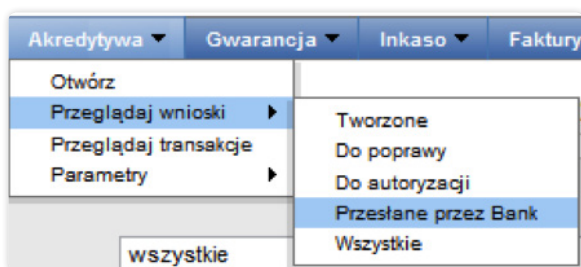 Akredytywa Gwarancja Inkaso Faktury
Otwórz
Przeglądaj wnioski
Przeglądaj transakcje
Parametry
Tworzone
Do poprawy
Do autoryzacji
Przesłane przez Bank
Wszystkie
wszystkie